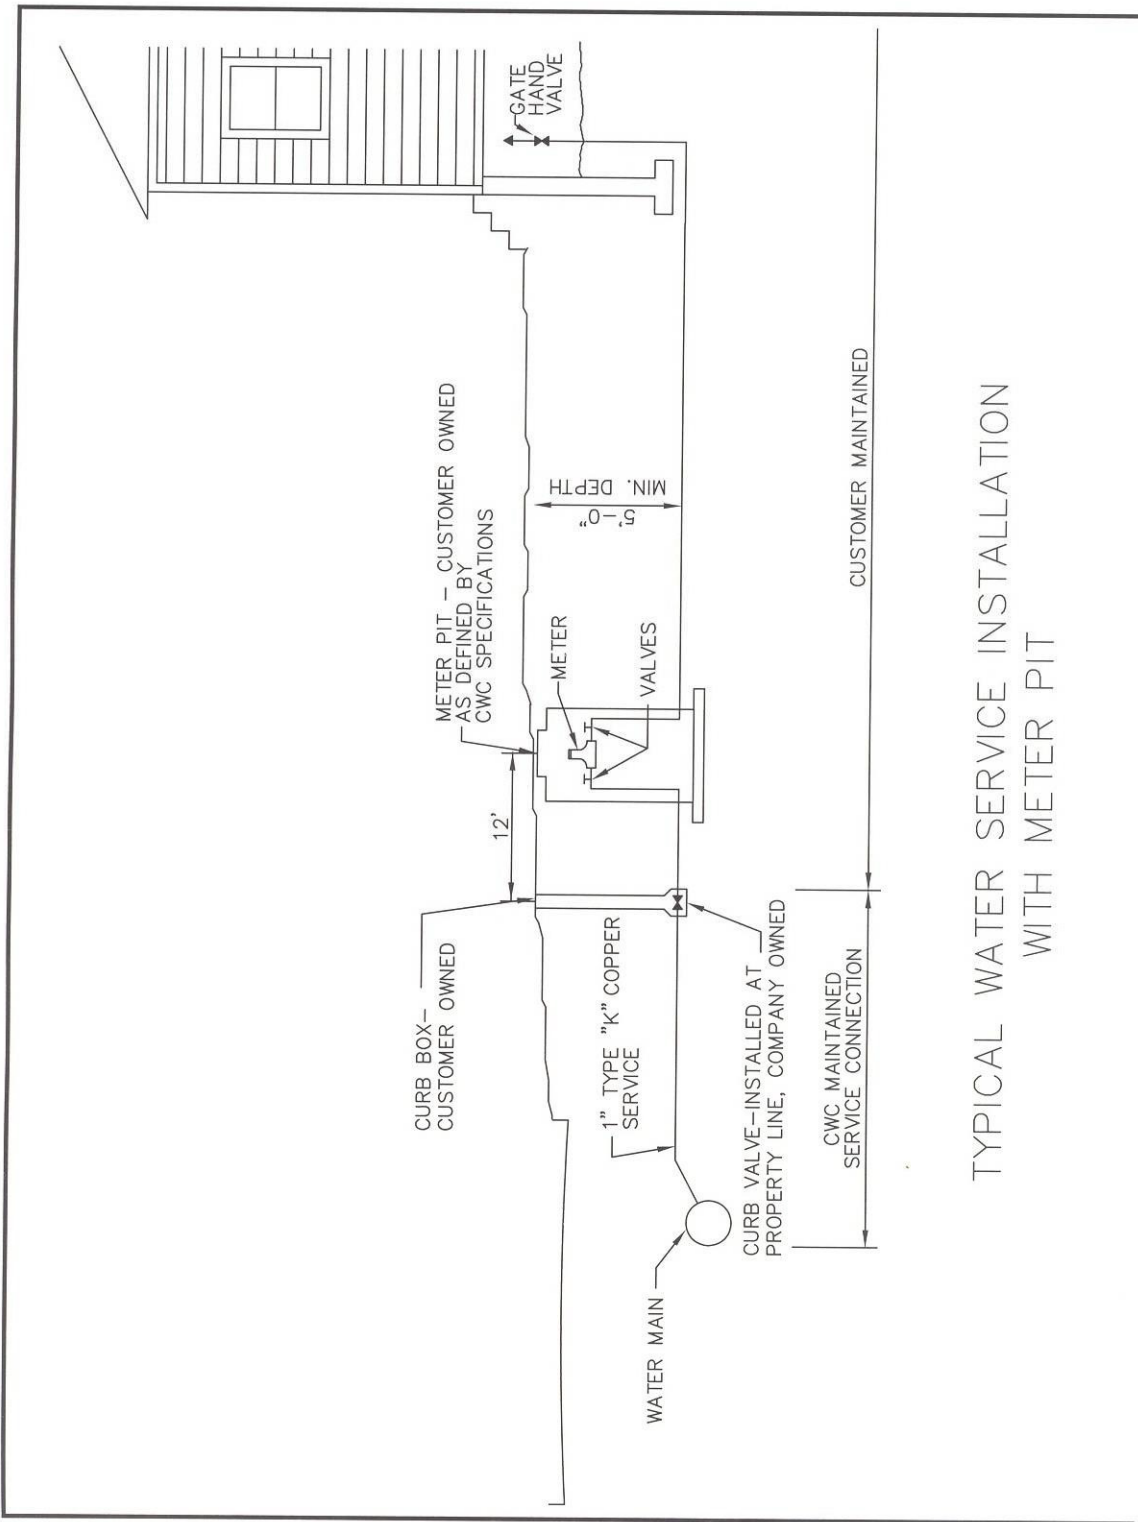 GATE
HAND
VALVE
METER PIT – CUSTOMER OWNED
AS DEFINED BY
CWC SPECIFICATIONS
12'
CURB BOX–
CUSTOMER OWNED
METER
VALVES
5'–0"
MIN. DEPTH
1" TYPE "K" COPPER
SERVICE
WATER MAIN
CURB VALVE–INSTALLED AT
PROPERTY LINE, COMPANY OWNED
CWC MAINTAINED
SERVICE CONNECTION
CUSTOMER MAINTAINED
TYPICAL WATER SERVICE INSTALLATION
WITH METER PIT